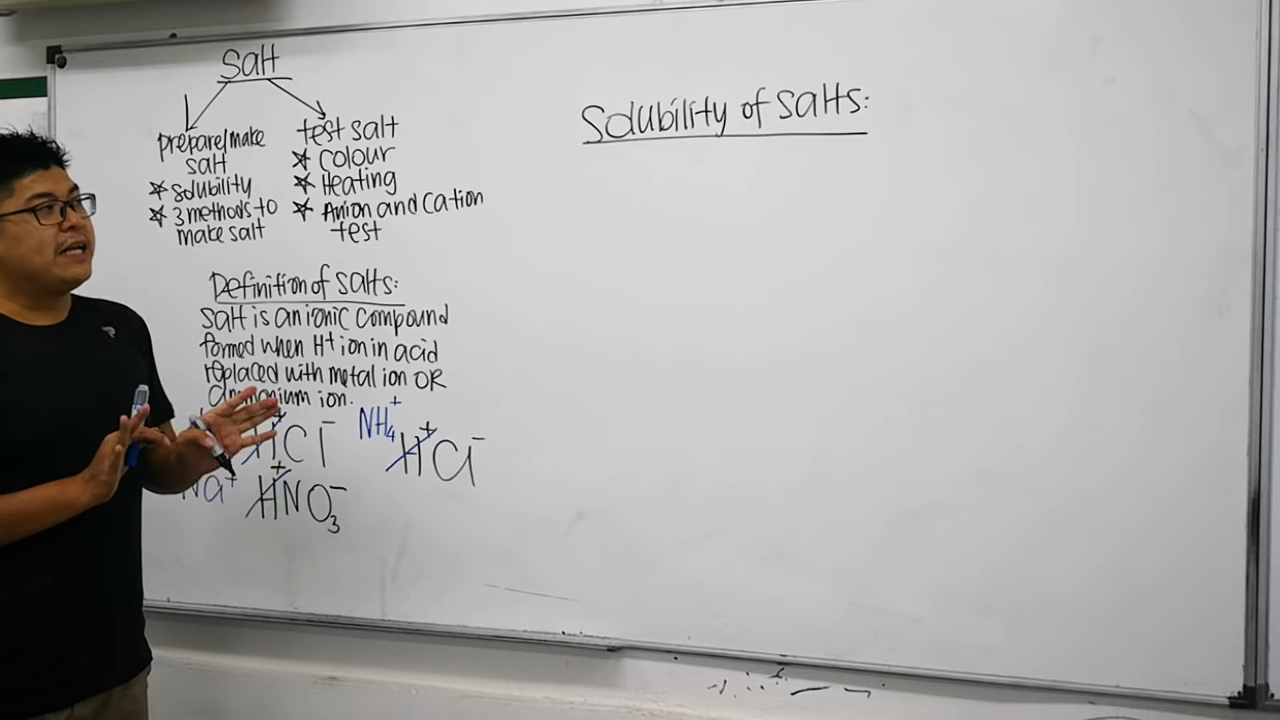 Salt
prepare/make
salt
* solubility
* 3 methods to
make salt
test salt
* colour
* Heating
* Anion and Cation
test
Definition of salts:
salt is an ionic compound
formed when H+ ion in acid
replaced with metal ion OR
ammonium ion.
H+ Cl-
Na+ H+ NO3-
NH4+ H+ Cl-
Solubility of salts: